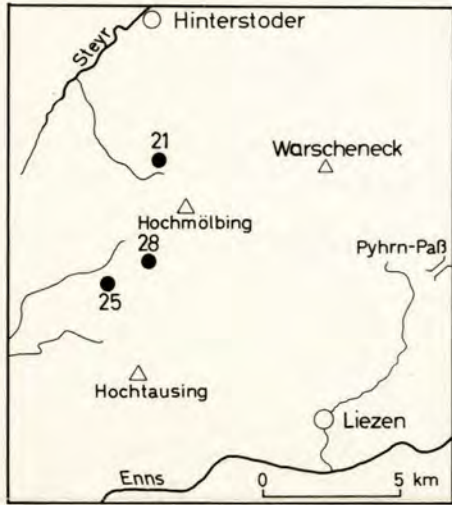 Hinterstoder
Steyr
21
Warscheneck
Hochmölbing
Pyhrn-Paß
28
25
Hochtausing
Liezen
Enns
0 5 km